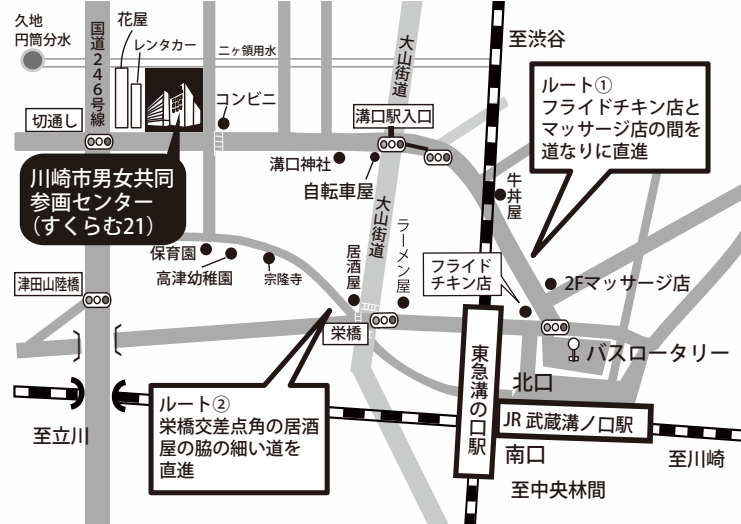 久地
円筒分水
国道246号線
花屋
レンタカー
二ヶ領用水
大山街道
至渋谷
コンビニ
切通し
溝口駅入口
ルート①
フライドチキン店と
マッサージ店の間を
道なりに直進
川崎市男女共同
参画センター
(すくらむ21)
溝口神社
自転車屋
牛丼屋
大山街道
保育園
高津幼稚園
宗隆寺
居酒屋
ラーメン屋
フライド
チキン店
2Fマッサージ店
津田山陸橋
栄橋
バスロータリー
東急溝の口駅
北口
ルート②
栄橋交差点角の居酒
屋の脇の細い道を
直進
JR 武蔵溝ノ口駅
至立川
南口
至川崎
至中央林間